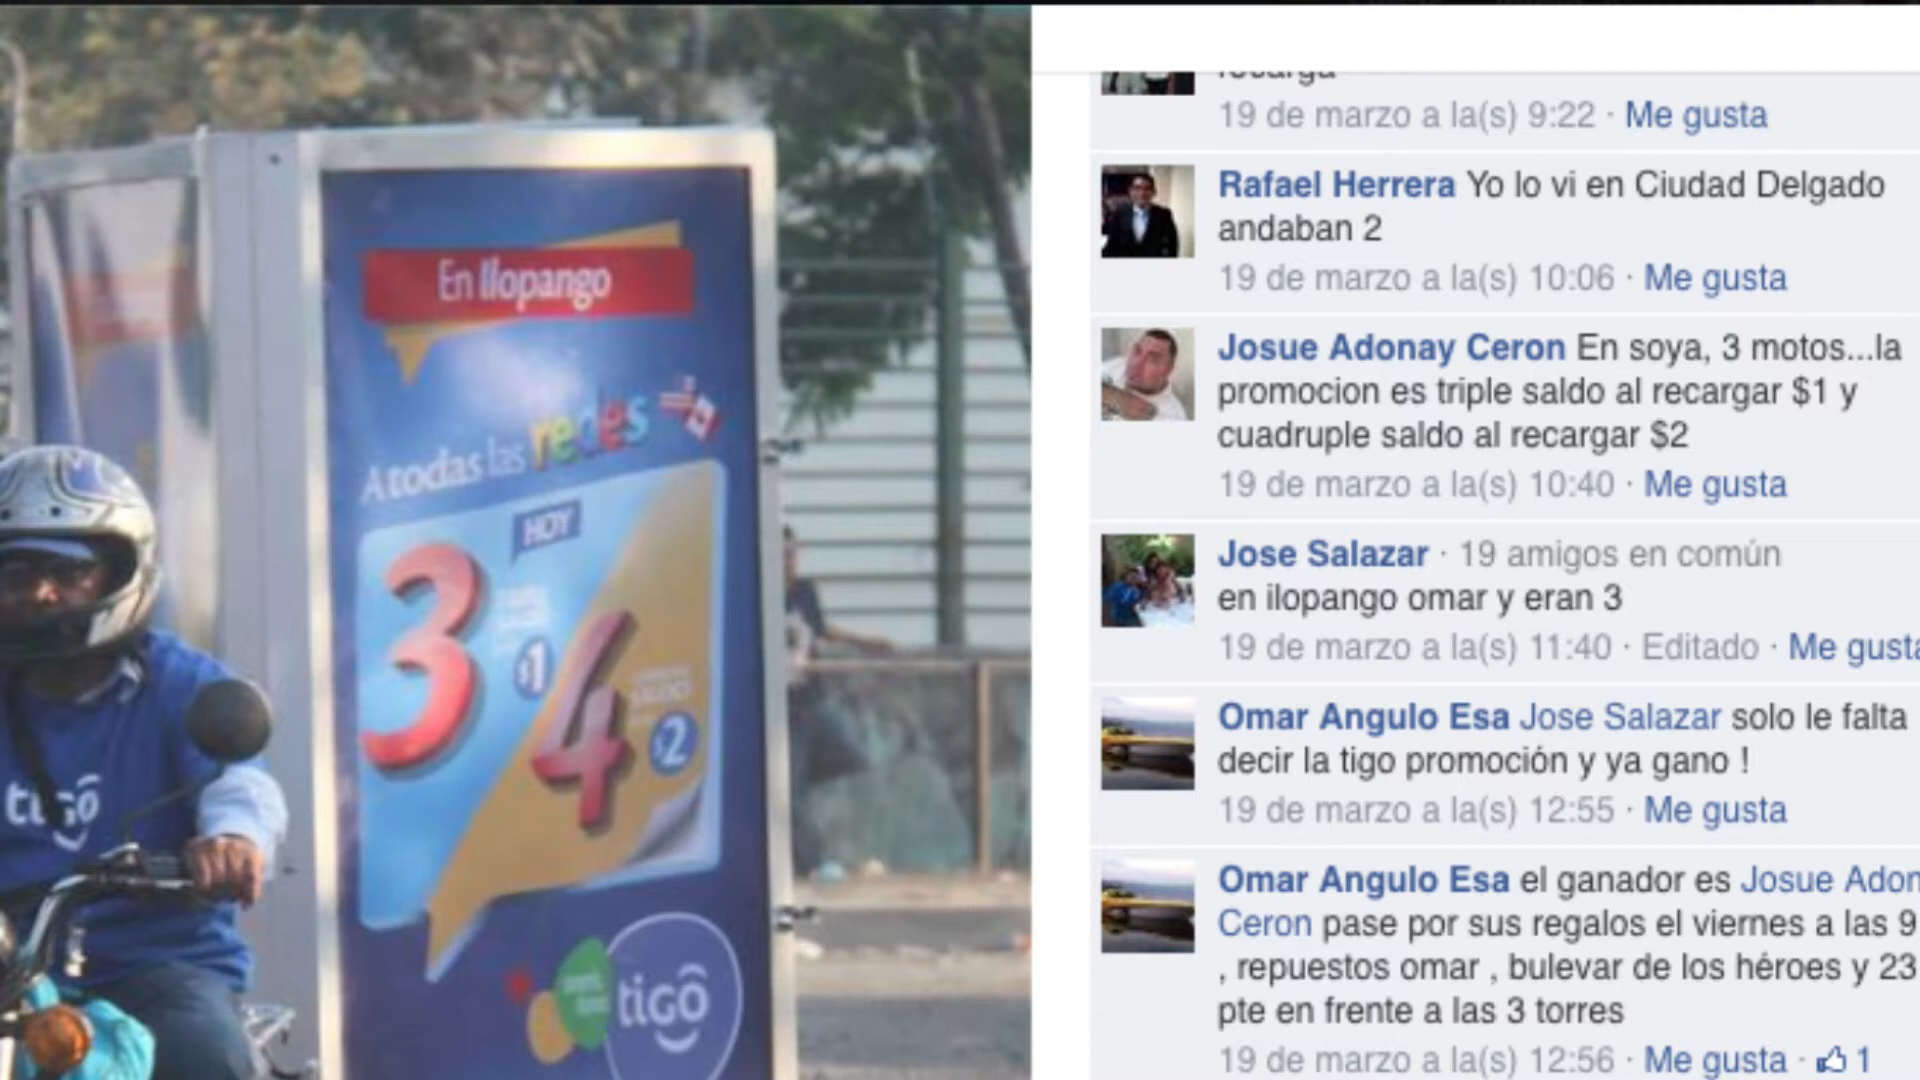 En Ilopango
A todas las redes
HOY
3
$1
4
SALDO
$2
tigô
tigô
19 de marzo a la(s) 9:22 · Me gusta
Rafael Herrera Yo lo vi en Ciudad Delgado
andaban 2
19 de marzo a la(s) 10:06 · Me gusta
Josue Adonay Ceron En soya, 3 motos...la
promocion es triple saldo al recargar $1 y
cuadruple saldo al recargar $2
19 de marzo a la(s) 10:40 · Me gusta
Jose Salazar · 19 amigos en común
en ilopango omar y eran 3
19 de marzo a la(s) 11:40 · Editado · Me gusta
Omar Angulo Esa Jose Salazar solo le falta
decir la tigo promoción y ya gano !
19 de marzo a la(s) 12:55 · Me gusta
Omar Angulo Esa el ganador es Josue Adon
Ceron pase por sus regalos el viernes a las 9
, repuestos omar , bulevar de los héroes y 23
pte en frente a las 3 torres
19 de marzo a la(s) 12:56 · Me gusta · 1